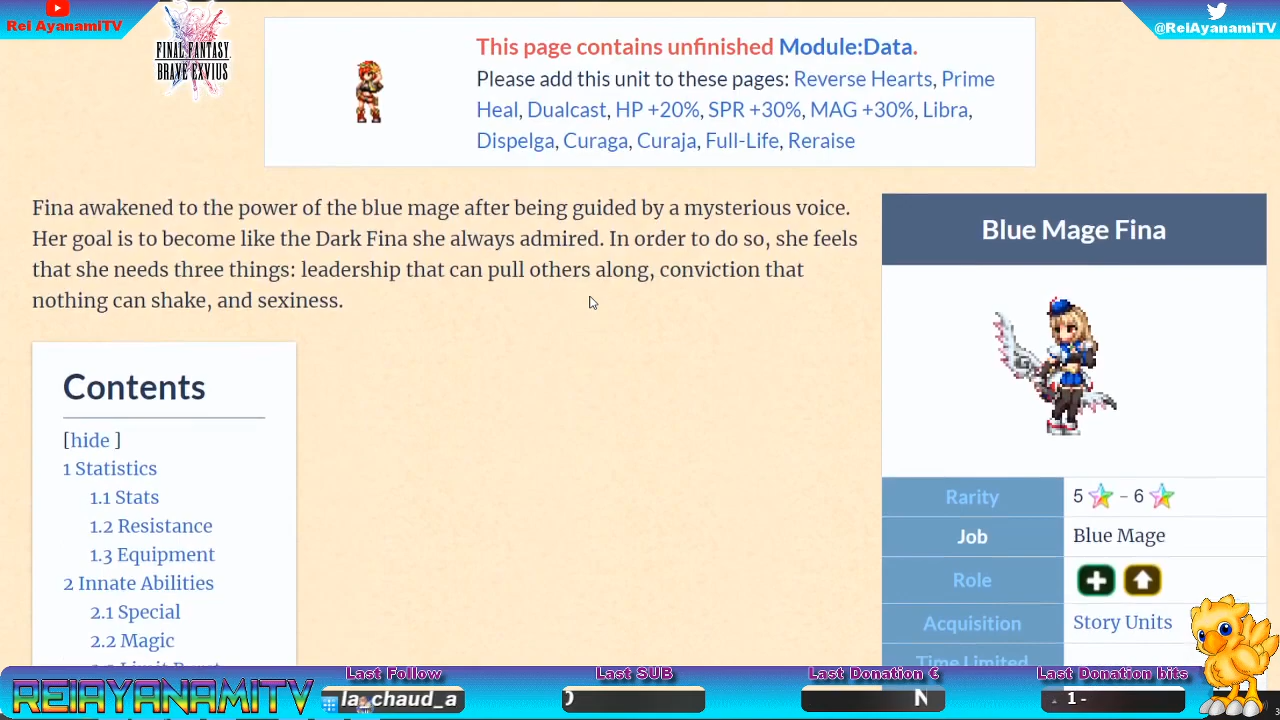 Rei AyanamiTV
FINAL FANTASY
BRAVE EXVIUS
@ReiAyanamiTV
This page contains unfinished Module:Data.
Please add this unit to these pages: Reverse Hearts, Prime
Heal, Dualcast, HP +20%, SPR +30%, MAG +30%, Libra,
Dispelga, Curaga, Curaja, Full-Life, Reraise
Fina awakened to the power of the blue mage after being guided by a mysterious voice.
Her goal is to become like the Dark Fina she always admired. In order to do so, she feels
that she needs three things: leadership that can pull others along, conviction that
nothing can shake, and sexiness.
Contents
[hide ]
1 Statistics
1.1 Stats
1.2 Resistance
1.3 Equipment
2 Innate Abilities
2.1 Special
2.2 Magic
Blue Mage Fina
Rarity 5 – 6
Job Blue Mage
Role
Acquisition Story Units
Time Limited
REIAYANAMITV
Last Follow
la_chaud_a
Last SUB
Last Donation €
N
Last Donation bits
1 -